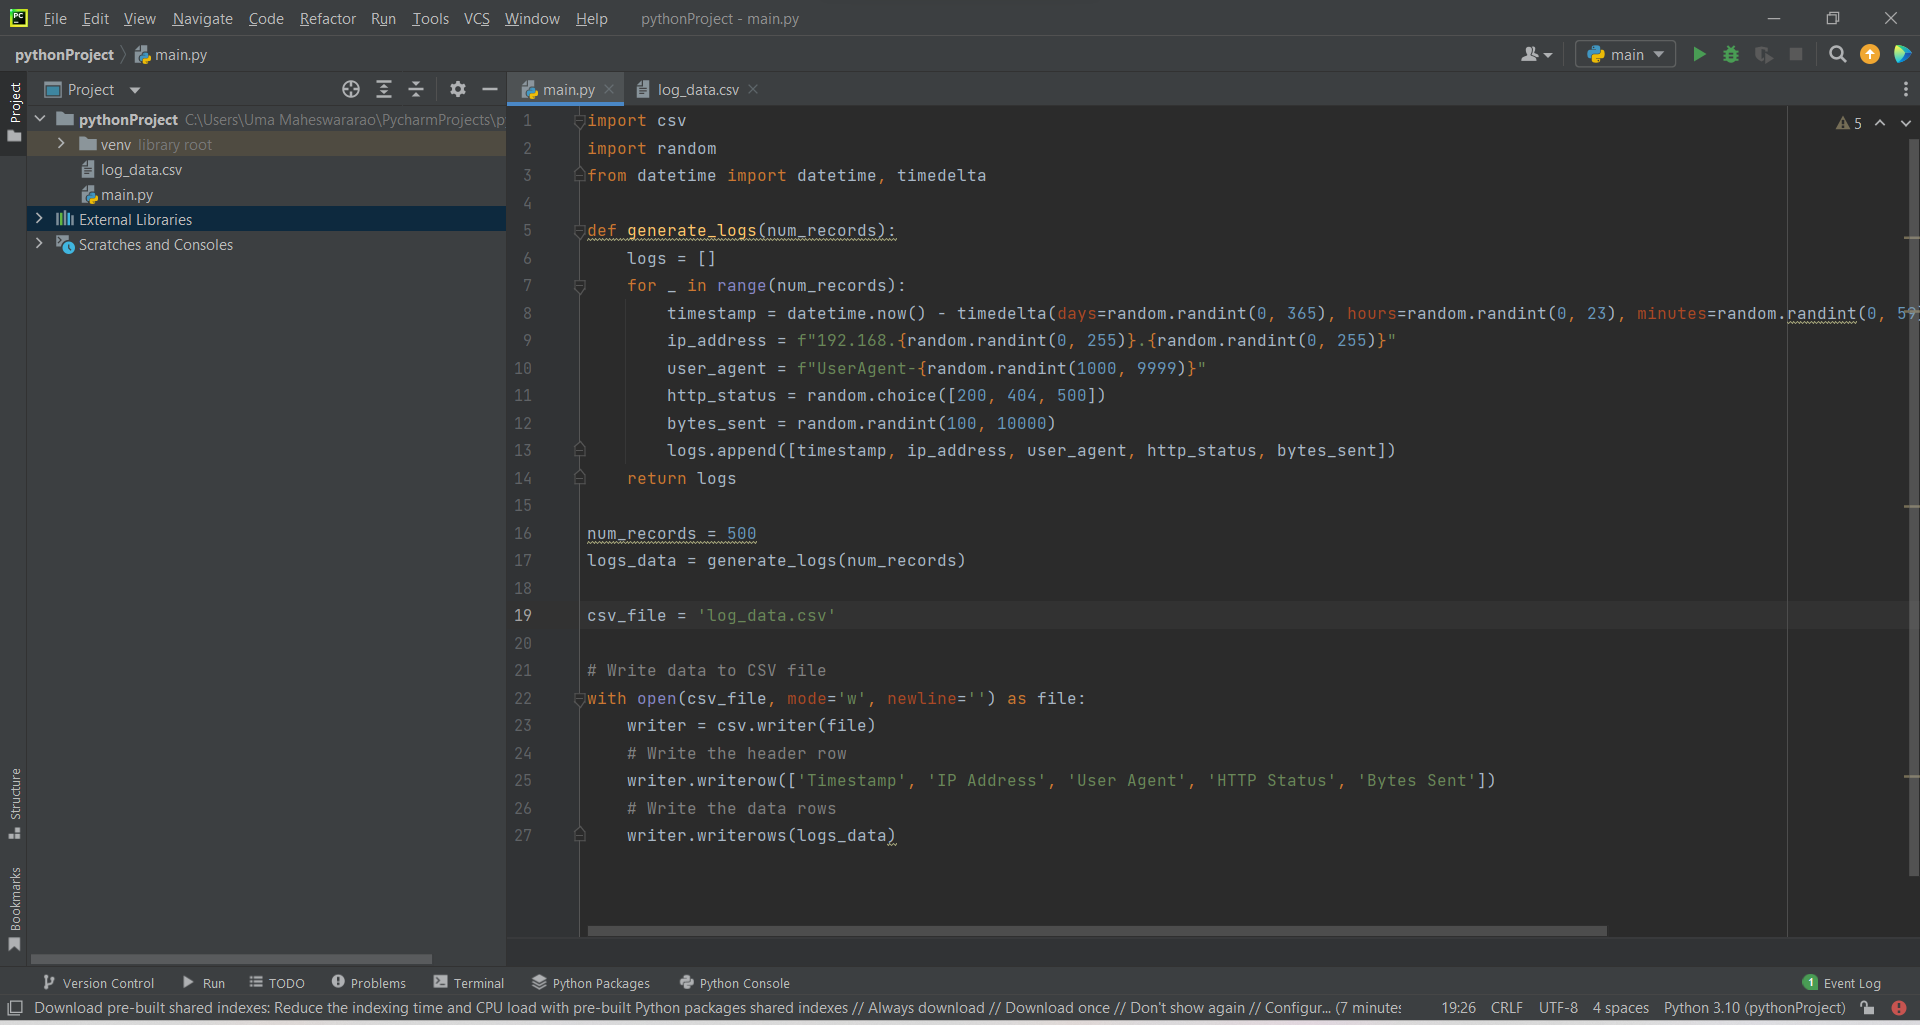 File Edit View Navigate Code Refactor Run Tools VCS Window Help pythonProject - main.py
pythonProject main.py main
Project main.py log_data.csv
Project
pythonProject C:\Users\Uma Maheswararao\PycharmProjects\p
venv library root
log_data.csv
main.py
External Libraries
Scratches and Consoles
5
1 import csv
2 import random
3 from datetime import datetime, timedelta
4
5 def generate_logs(num_records):
6 logs = []
7 for _ in range(num_records):
8 timestamp = datetime.now() - timedelta(days=random.randint(0, 365), hours=random.randint(0, 23), minutes=random.randint(0, 59
9 ip_address = f"192.168.{random.randint(0, 255)}.{random.randint(0, 255)}"
10 user_agent = f"UserAgent-{random.randint(1000, 9999)}"
11 http_status = random.choice([200, 404, 500])
12 bytes_sent = random.randint(100, 10000)
13 logs.append([timestamp, ip_address, user_agent, http_status, bytes_sent])
14 return logs
15
16 num_records = 500
17 logs_data = generate_logs(num_records)
18
19 csv_file = 'log_data.csv'
20
21 # Write data to CSV file
22 with open(csv_file, mode='w', newline='') as file:
23 writer = csv.writer(file)
24 # Write the header row
25 writer.writerow(['Timestamp', 'IP Address', 'User Agent', 'HTTP Status', 'Bytes Sent'])
26 # Write the data rows
27 writer.writerows(logs_data)
Structure
Bookmarks
Version Control Run TODO Problems Terminal Python Packages Python Console 1 Event Log
Download pre-built shared indexes: Reduce the indexing time and CPU load with pre-built Python packages shared indexes // Always download // Download once // Don't show again // Configur... (7 minutes 19:26 CRLF UTF-8 4 spaces Python 3.10 (pythonProject)